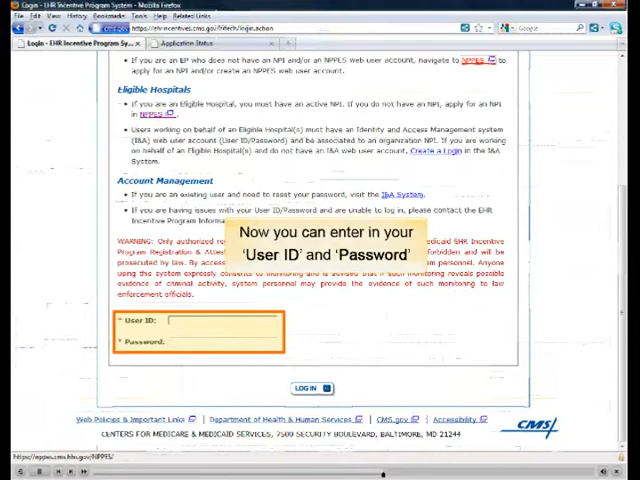 Login - EHR Incentive Program System - Mozilla Firefox
File Edit View History Bookmarks Tools Help Related Links
https://ehrincentives.cms.gov/hitech/login.action
Login - EHR Incentive Program Sy...
Application Status
• If you are an EP who does not have an NPI and/or an NPPES web user account, navigate to NPPES to
apply for an NPI and/or create an NPPES web user account.
Eligible Hospitals
• If you are an Eligible Hospital, you must have an active NPI. If you do not have an NPI, apply for an NPI
in NPPES.
• Users working on behalf of an Eligible Hospital(s) must have an Identity and Access Management system
(I&A) web user account (User ID/Password) and be associated to an organization NPI. If you are working
on behalf of an Eligible Hospital(s) and do not have an I&A web user account, Create a Login in the I&A
System.
Account Management
• If you are an existing user and need to reset your password, visit the I&A System.
• If you are having issues with your User ID/Password and are unable to log in, please contact the EHR
Incentive Program
Now you can enter in your
'User ID' and 'Password'
WARNING: Only authorized edicaid EHR Incentive
Program Registration & forbidden and will be
prosecuted by law. By em personnel. Anyone
using this system expressly monitoring reveals possible
evidence of criminal activity, system personnel may provide the evidence of such monitoring to law
enforcement officials.
* User ID:
* Password:
LOG IN
Web Policies & Important Links Department of Health & Human Services CMS.gov Accessibility
CENTERS FOR MEDICARE & MEDICAID SERVICES, 7500 SECURITY BOULEVARD, BALTIMORE, MD 21244
CMS
https://nppes.cms.hhs.gov/NPPES/